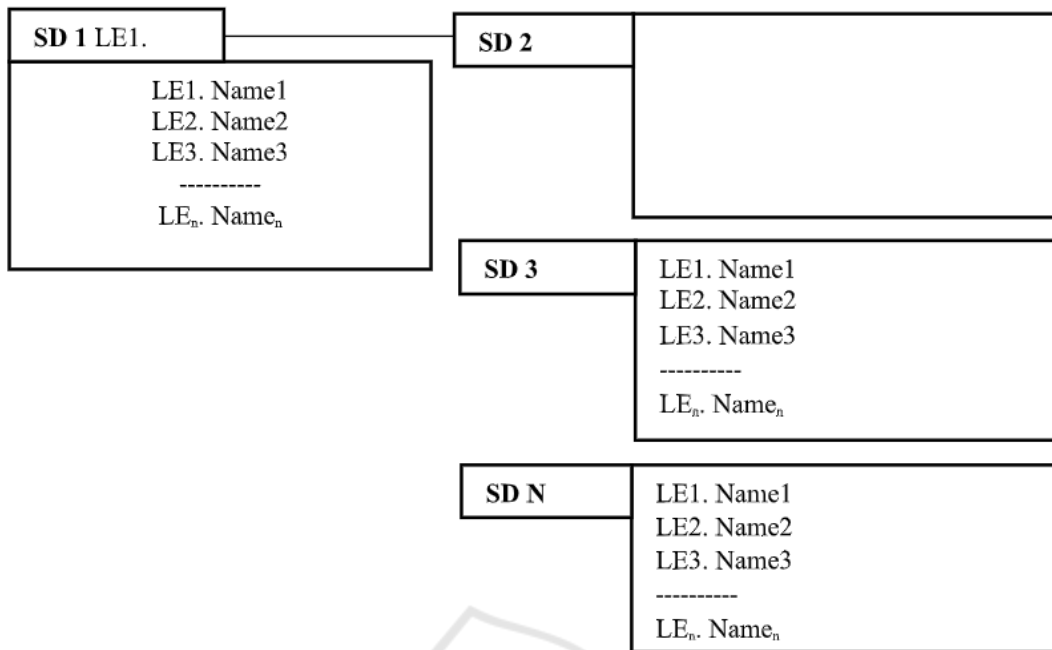 SD 1 LE1.
LE1. Name1
LE2. Name2
LE3. Name3
----------
LEₙ. Nameₙ
SD 2
SD 3
LE1. Name1
LE2. Name2
LE3. Name3
----------
LEₙ. Nameₙ
SD N
LE1. Name1
LE2. Name2
LE3. Name3
----------
LEₙ. Nameₙ